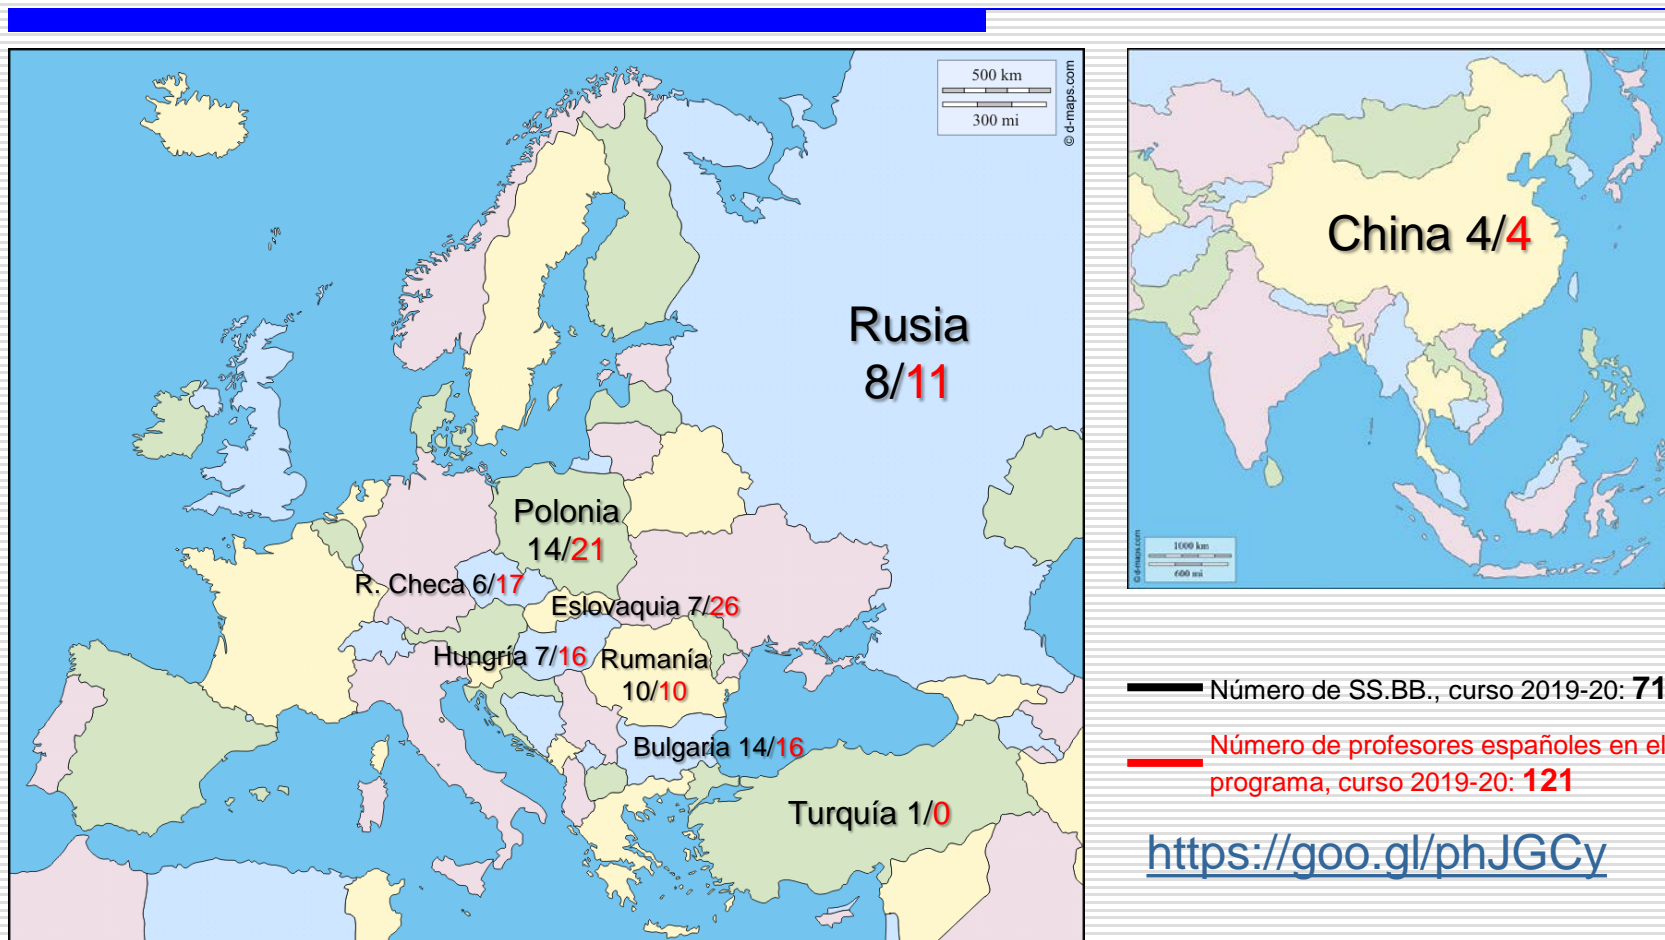 500 km
300 mi
© d-maps.com
Rusia
8/11
Polonia
14/21
R. Checa 6/17
Eslovaquia 7/26
Hungría 7/16
Rumanía
10/10
Bulgaria 14/16
Turquía 1/0
China 4/4
1000 km
600 mi
© d-maps.com
Número de SS.BB., curso 2019-20: 71
Número de profesores españoles en el
programa, curso 2019-20: 121
https://goo.gl/phJGCy